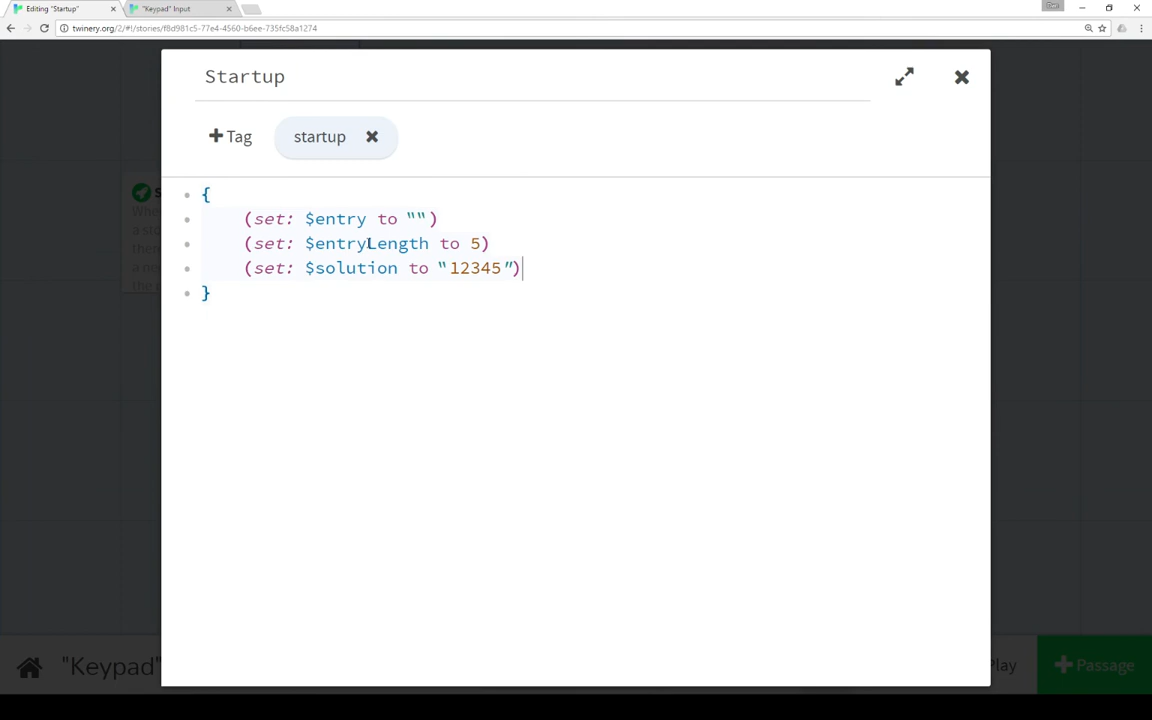 Editing "Startup"
"Keypad" Input
twinery.org/2/#!/stories/f8d981c5-77e4-4560-b6ee-735fc58a1274
Startup
Tag
startup
{
(set: $entry to "")
(set: $entryLength to 5)
(set: $solution to "12345")
}
"Keypad"
Play
Passage